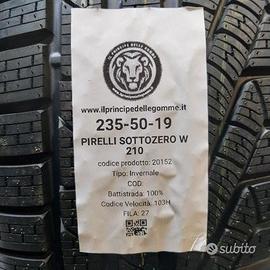 IL PRINCIPE DELLE GOMME
www.ilprincipedellegomme.it
235-50-19
PIRELLI SOTTOZERO W
210
codice prodotto: 20152
Tipo: Invernale
COD.
Battistrada: 100%
Codice Velocità: 103H
FILA: 27
subito